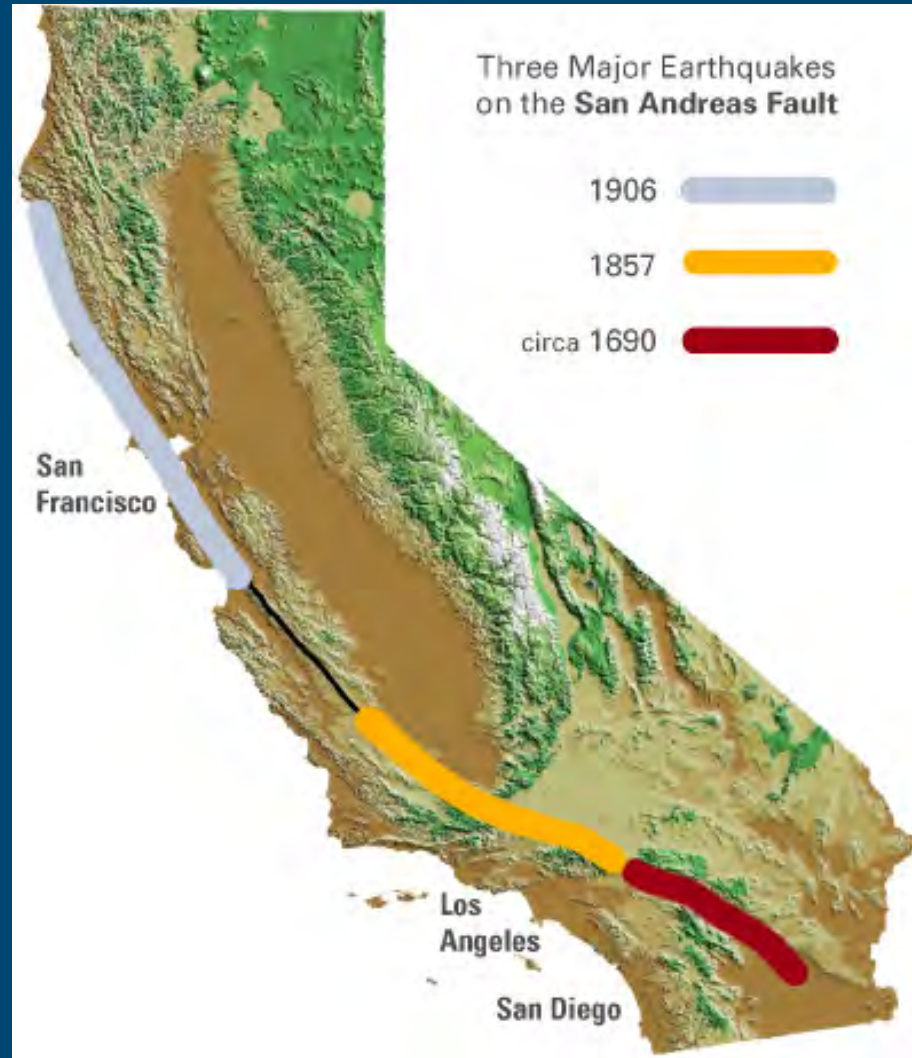 Three Major Earthquakes
on the San Andreas Fault
1906
1857
circa 1690
San
Francisco
Los
Angeles
San Diego